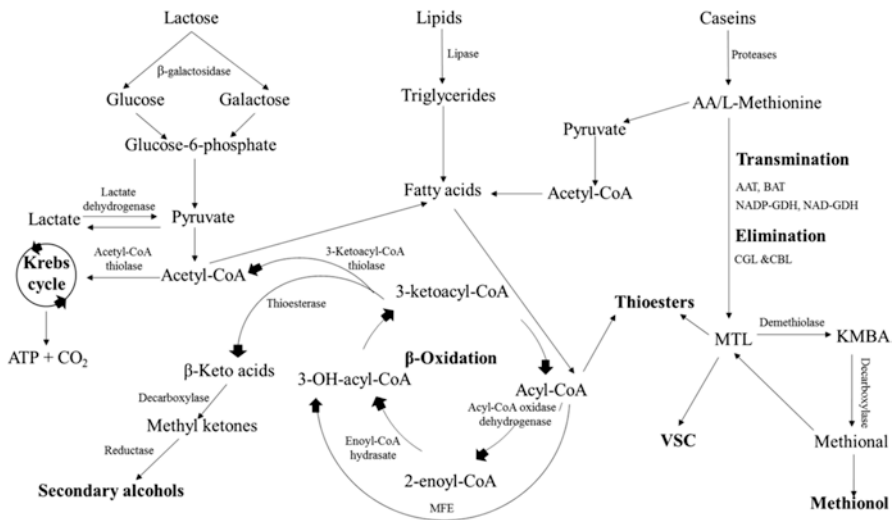 Lactose
Lipids
Caseins
β-galactosidase
Lipase
Proteases
Glucose
Galactose
Triglycerides
AA/L-Methionine
Glucose-6-phosphate
Pyruvate
Transmination
Lactate
dehydrogenase
Fatty acids
Acetyl-CoA
AAT, BAT
NADP-GDH, NAD-GDH
Lactate
Pyruvate
Elimination
Acetyl-CoA
thiolase
3-Ketoacyl-CoA
thiolase
CGL &CBL
Krebs
cycle
Acetyl-CoA
3-ketoacyl-CoA
Thioesterase
Thioesters
Demethiolase
MTL
KMBA
ATP + CO₂
β-Oxidation
β-Keto acids
3-OH-acyl-CoA
Acyl-CoA
Decarboxylase
Decarboxylase
Acyl-CoA oxidase /
dehydrogenase
Methyl ketones
Enoyl-CoA
hydrasate
VSC
Methional
Reductase
Secondary alcohols
2-enoyl-CoA
MFE
Methionol